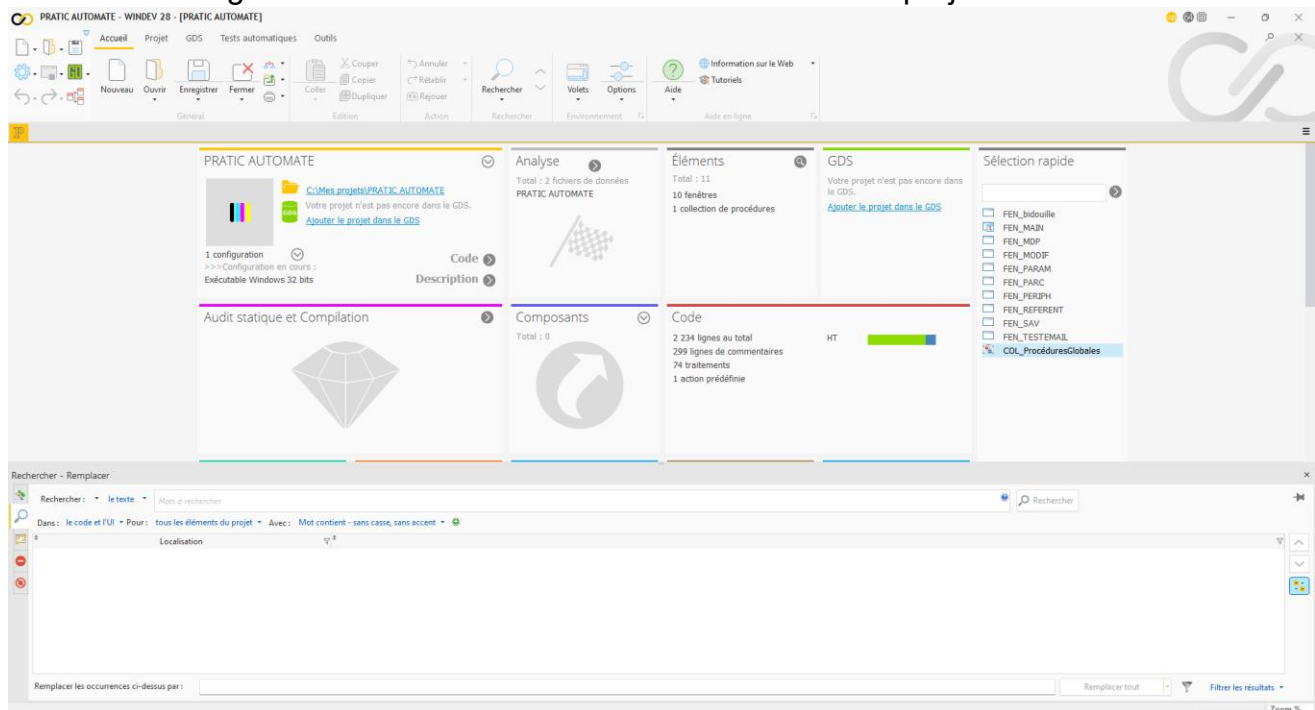 PRATIC AUTOMATE - WINDEV 28 - [PRATIC AUTOMATE]
Accueil Projet GDS Tests automatiques Outils
Nouveau Ouvrir Enregistrer Fermer
Coller
Couper
Copier
Dupliquer
Annuler
Rétablir
Rejouer
Rechercher
Volets Options
Aide
Information sur le Web
Tutoriels
Général Edition Action Rechercher Environnement Aide en ligne
PRATIC AUTOMATE
C:\Mes projets\PRATIC AUTOMATE
Votre projet n'est pas encore dans le GDS.
Ajouter le projet dans le GDS
1 configuration
>>>Configuration en cours :
Exécutable Windows 32 bits
Code
Description
Analyse
Total : 2 fichiers de données
PRATIC AUTOMATE
Éléments
Total : 11
10 fenêtres
1 collection de procédures
GDS
Votre projet n'est pas encore dans
le GDS.
Ajouter le projet dans le GDS
Sélection rapide
FEN_bidouille
FEN_MAIN
FEN_MDP
FEN_MODIF
FEN_PARAM
FEN_PARC
FEN_PERIPH
FEN_REFERENT
FEN_SAV
FEN_TESTEMAIL
COL_ProcéduresGlobales
Audit statique et Compilation
Composants
Total : 0
Code
2 234 lignes au total
299 lignes de commentaires
74 traitements
1 action prédéfinie
HT
Rechercher - Remplacer
Rechercher : le texte Mots à rechercher Rechercher
Dans : le code et l'UI Pour : tous les éléments du projet Avec : Mot contient - sans casse, sans accent
Localisation
Remplacer les occurrences ci-dessus par : Remplacer tout Filtrer les résultats
Zoom %